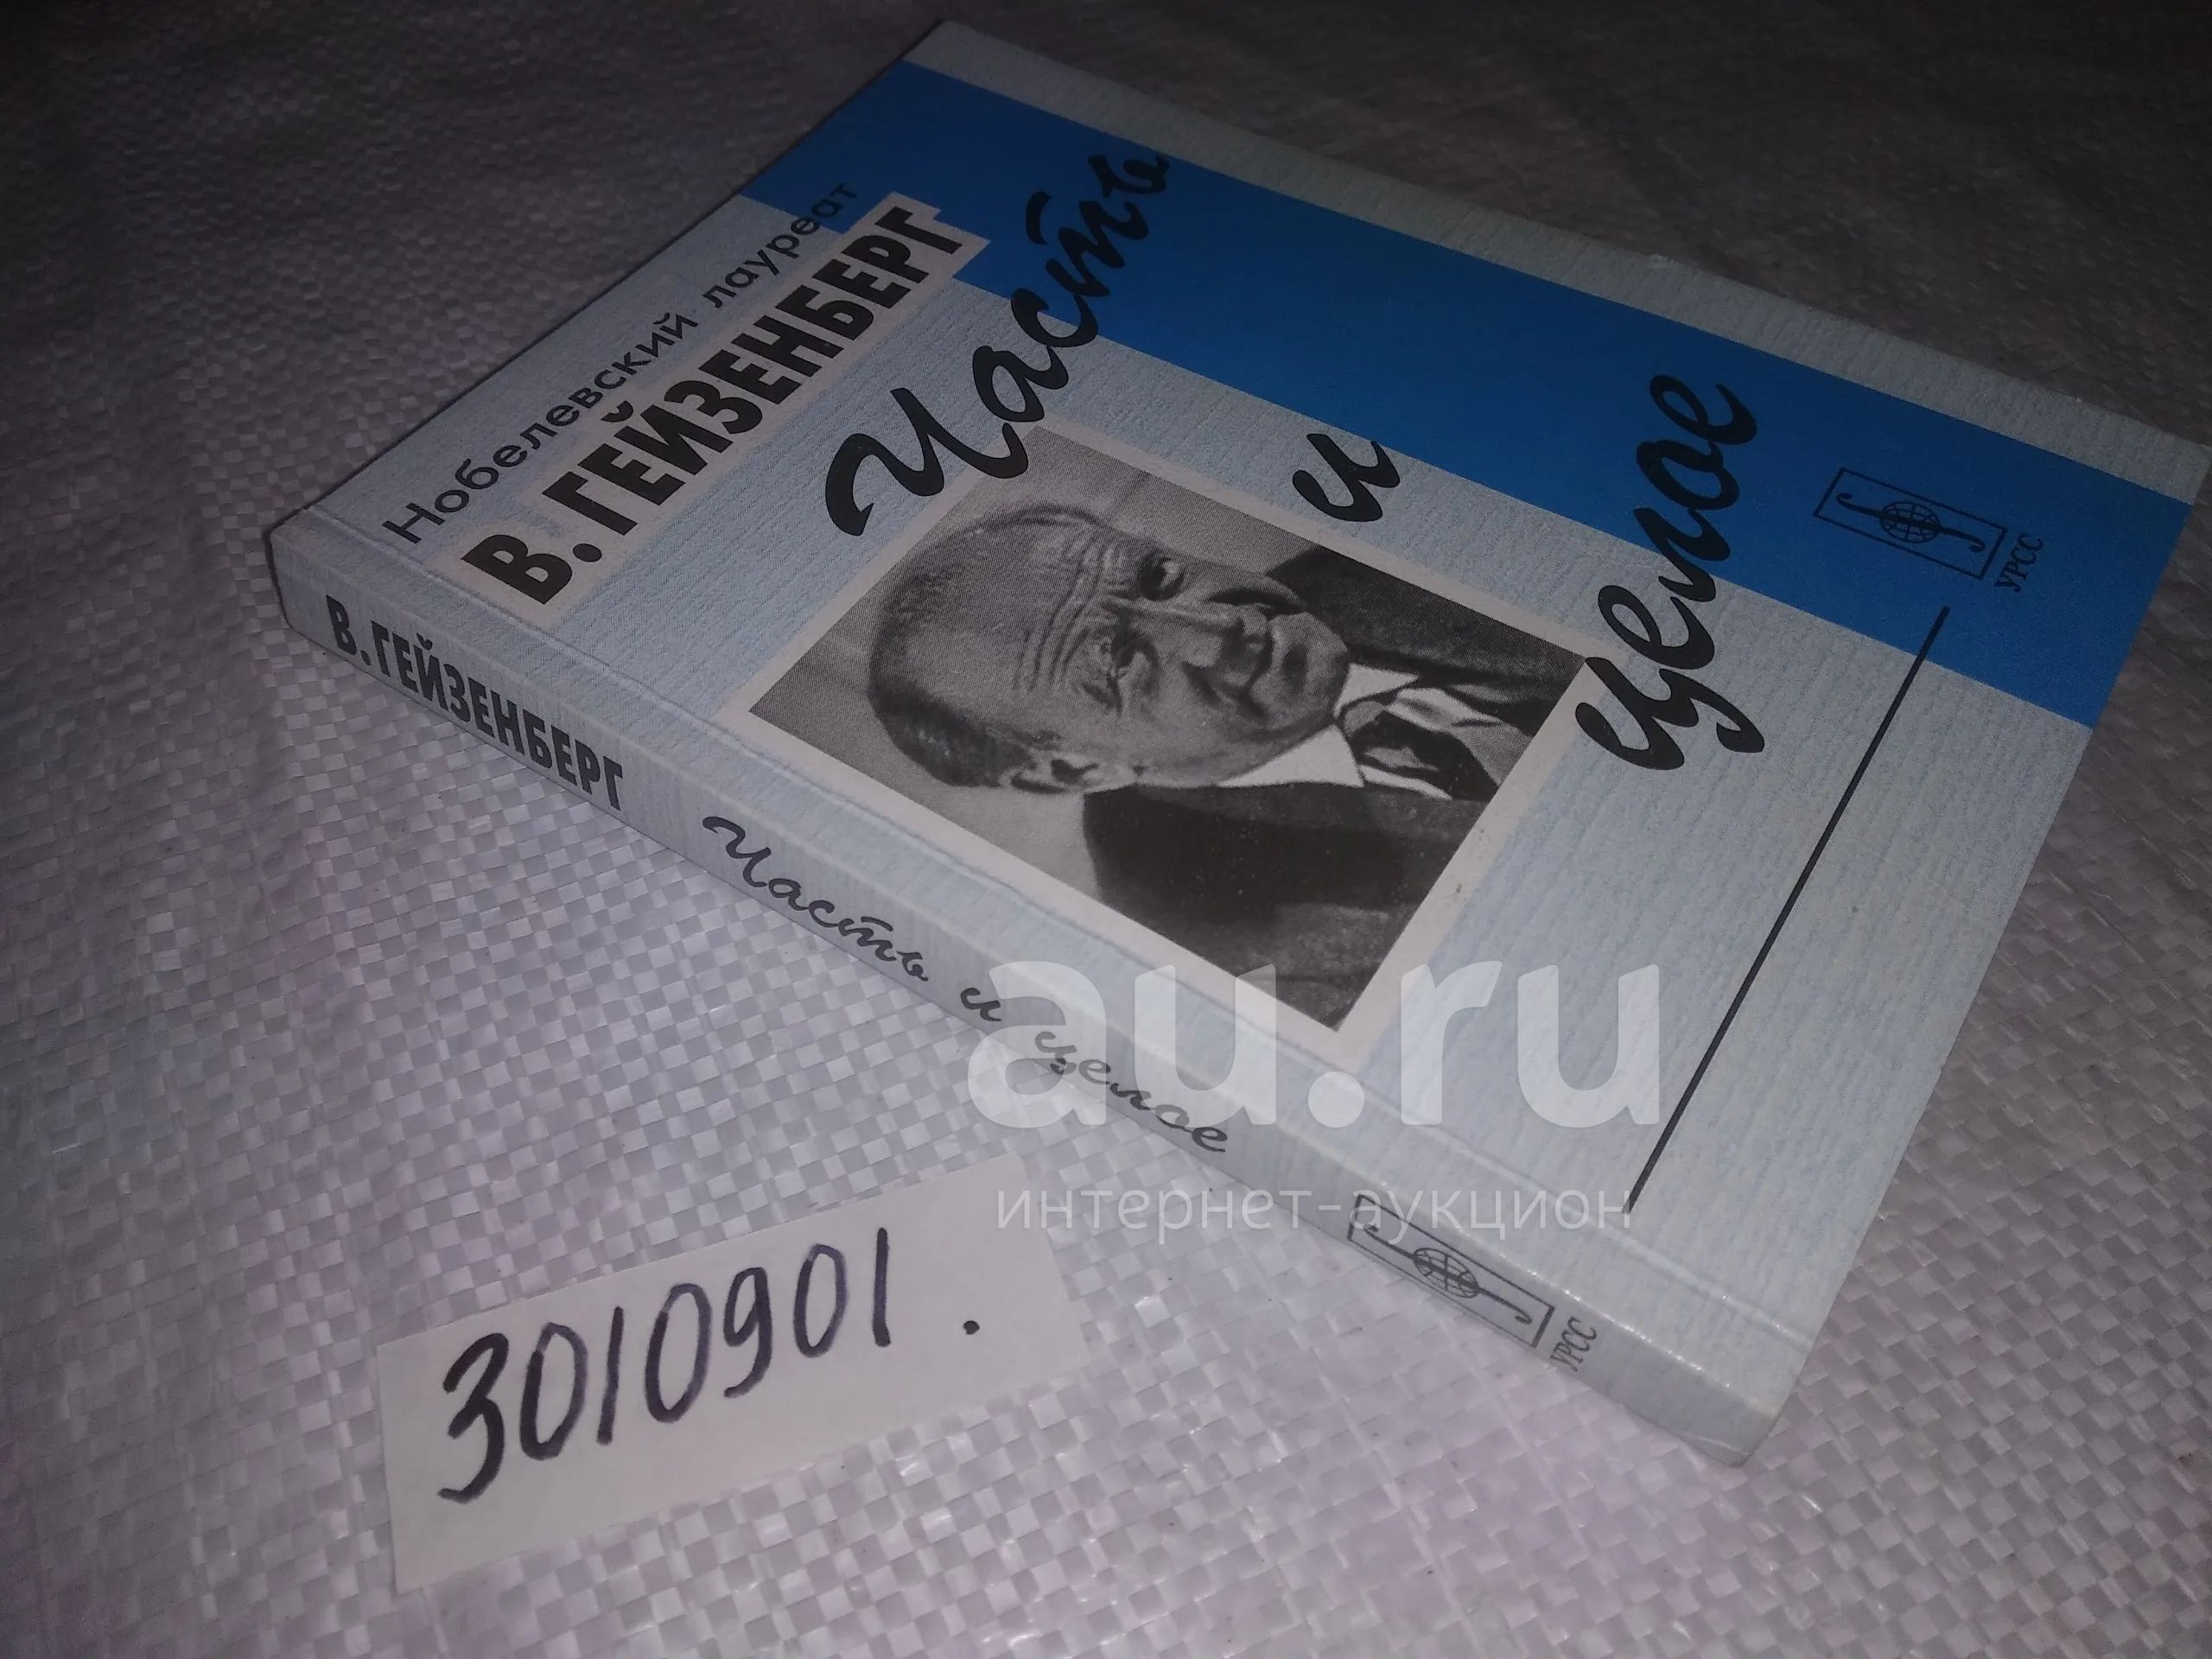 Нобелевский лауреат
В. ГЕЙЗЕНБЕРГ
Часть
и
целое
УРСС
В. ГЕЙЗЕНБЕРГ Часть и целое УРСС
au.ru
интернет-аукцион
3010901.